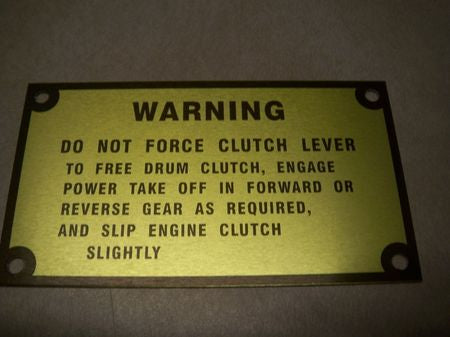 WARNING
DO NOT FORCE CLUTCH LEVER
TO FREE DRUM CLUTCH, ENGAGE
POWER TAKE OFF IN FORWARD OR
REVERSE GEAR AS REQUIRED,
AND SLIP ENGINE CLUTCH
SLIGHTLY